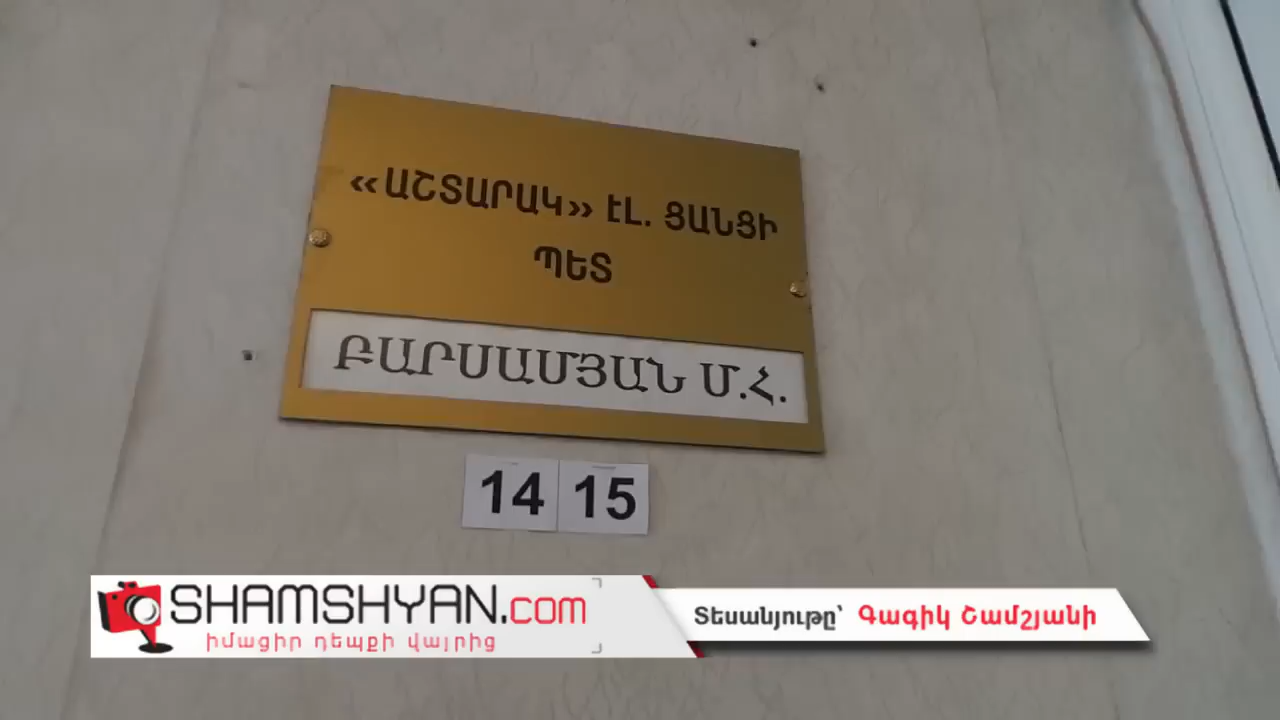 «ԱՇՏԱՐԱԿ» ԷԼ. ՑԱՆՑԻ
ՊԵՏ
ԲԱՐՍԱՄՅԱՆ Մ.Հ.
14 15
SHAMSHYAN.com
իմացիր դեպքի վայրից
Տեսանյութը՝ Գագիկ Շամշյանի